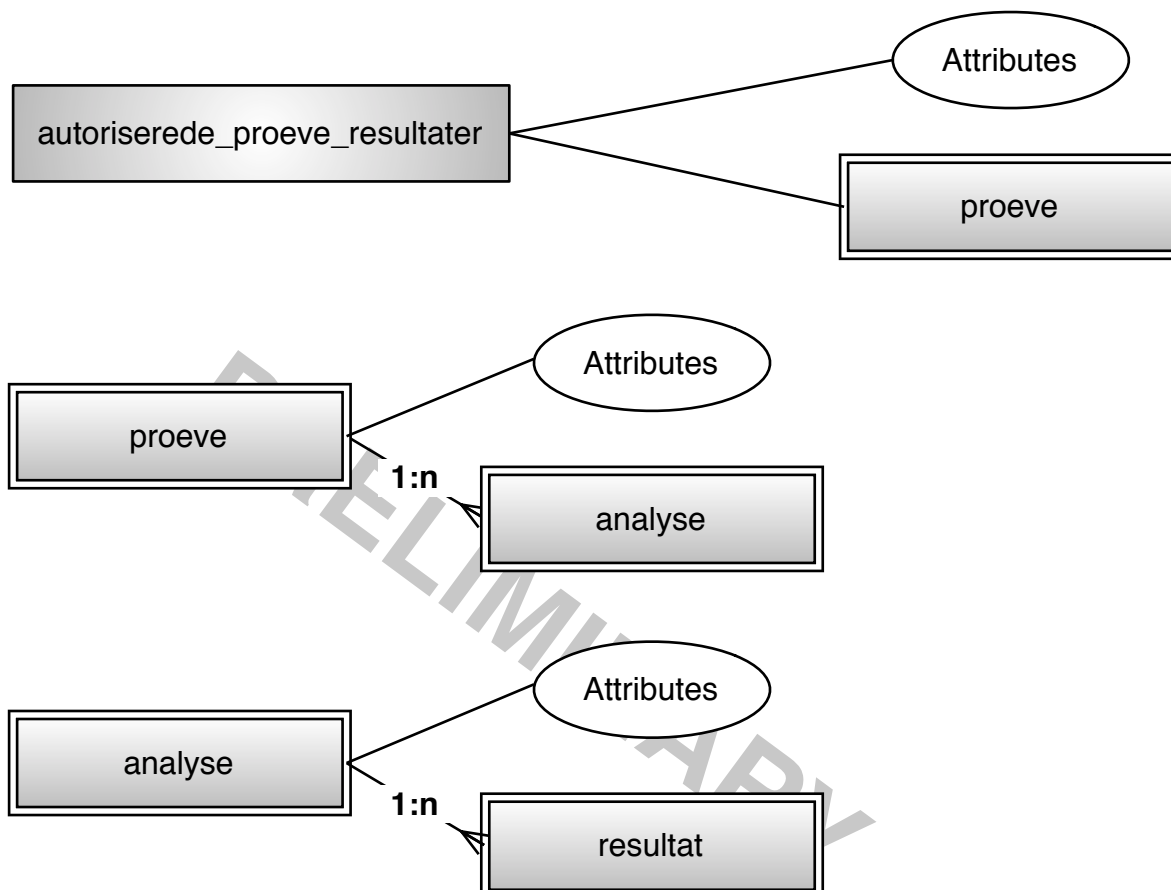 Attributes
autoriserede_proeve_resultater
proeve
Attributes
proeve
1:n
analyse
PRELIMINARY
Attributes
analyse
1:n
resultat